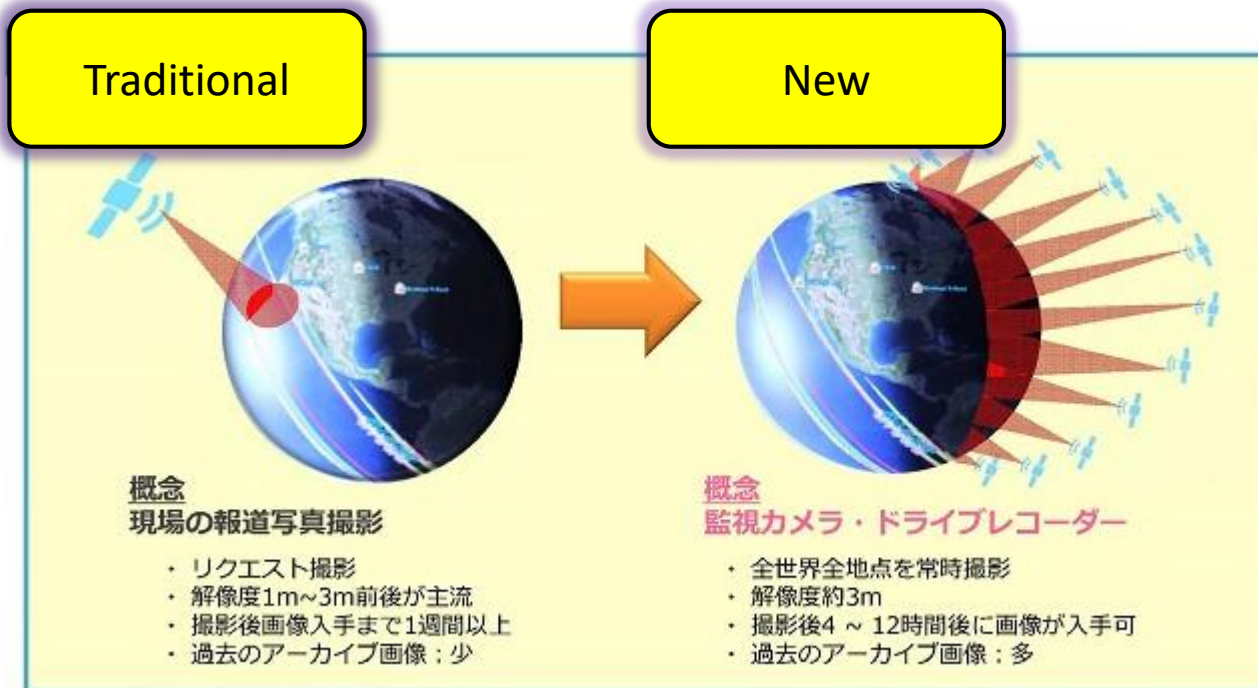 Traditional
New
概念
現場の報道写真撮影
・ リクエスト撮影
・ 解像度1m~3m前後が主流
・ 撮影後画像入手まで1週間以上
・ 過去のアーカイブ画像：少
概念
監視カメラ・ドライブレコーダー
・ 全世界全地点を常時撮影
・ 解像度約3m
・ 撮影後4 ~ 12時間後に画像が入手可
・ 過去のアーカイブ画像：多